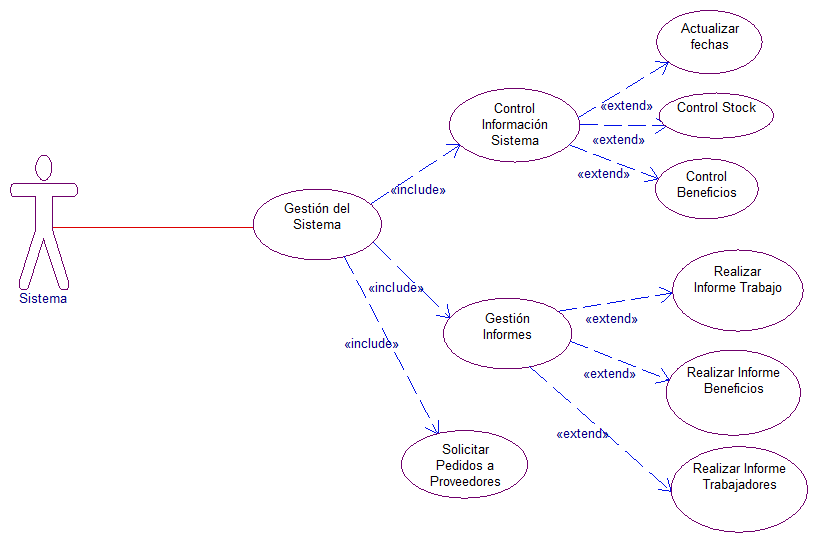 Actualizar
fechas
«extend»
Control
Información
Sistema
Control Stock
«extend»
«extend»
Control
Beneficios
«include»
Gestión del
Sistema
Sistema
«include»
Realizar
Informe Trabajo
Gestión
Informes
«extend»
«include»
«extend»
Realizar Informe
Beneficios
«extend»
Solicitar
Pedidos a
Proveedores
Realizar Informe
Trabajadores